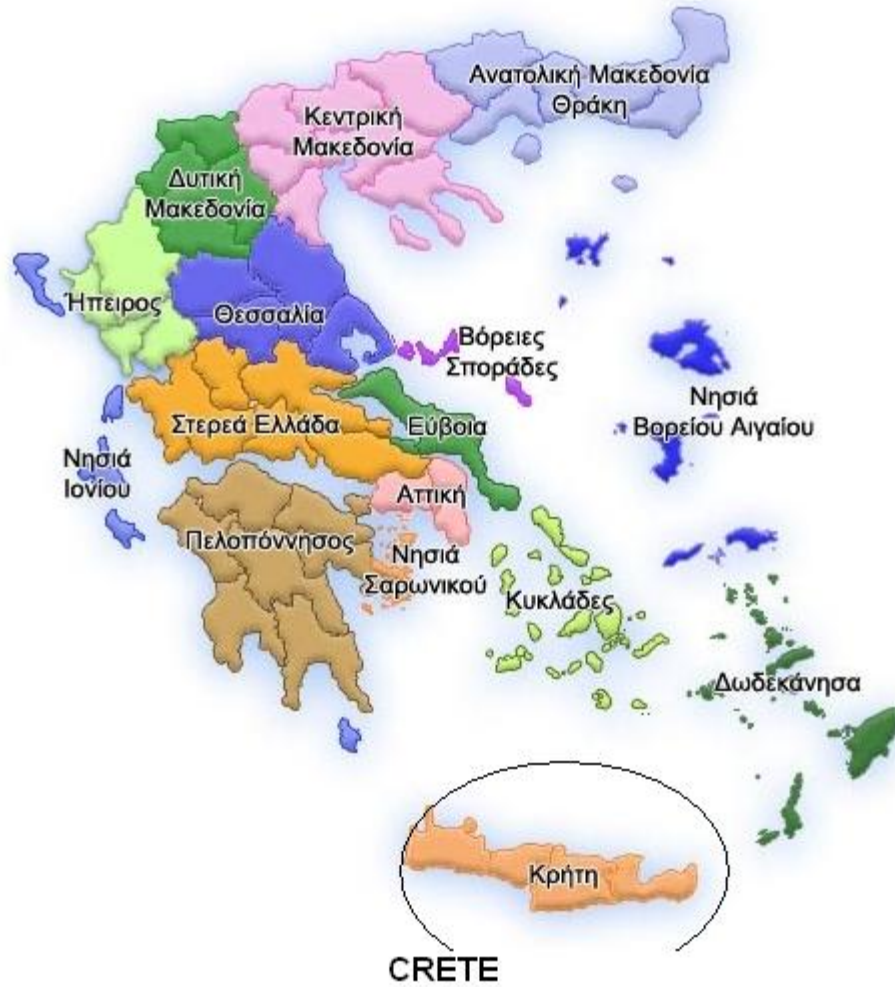 Ανατολική Μακεδονία
Θράκη
Κεντρική
Μακεδονία
Δυτική
Μακεδονία
Ήπειρος
Θεσσαλία
Βόρειες
Σποράδες
Νησιά
Βορείου Αιγαίου
Στερεά Ελλάδα
Εύβοια
Νησιά
Ιονίου
Αττική
Πελοπόννησος
Νησιά
Σαρωνικού
Κυκλάδες
Δωδεκάνησα
Κρήτη
CRETE